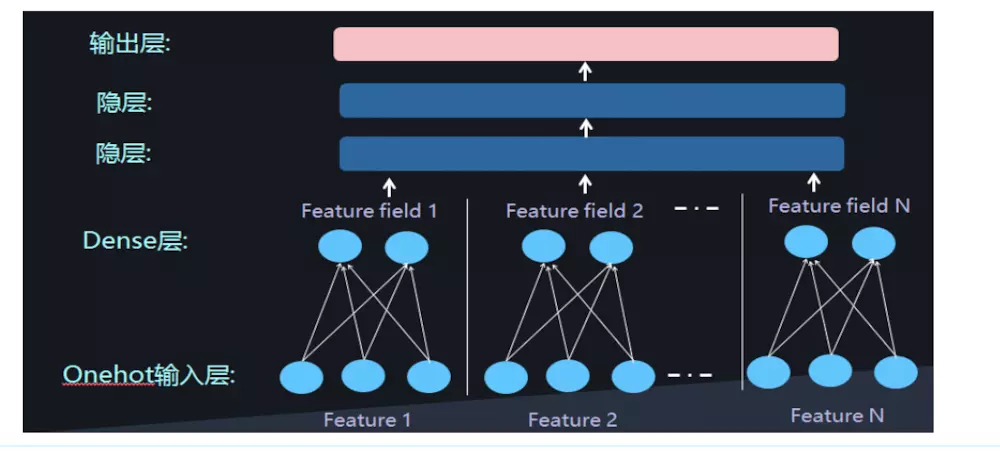 输出层:
隐层:
隐层:
Feature field 1
Feature field 2
Feature field N
Dense层:
Onehot输入层:
Feature 1
Feature 2
Feature N